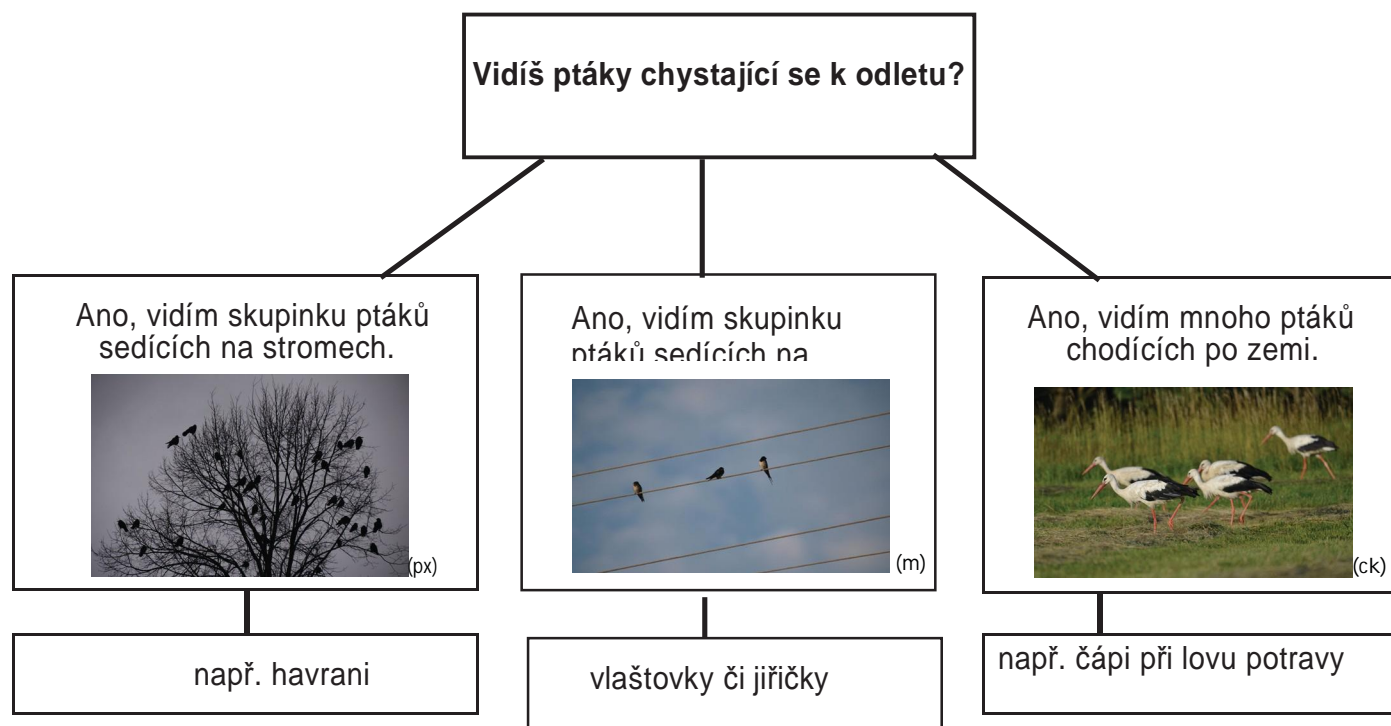 Vidíš ptáky chystající se k odletu?
Ano, vidím skupinku ptáků
sedících na stromech.
(px)
např. havrani
Ano, vidím skupinku
ptáků sedících na
(m)
vlaštovky či jiřičky
Ano, vidím mnoho ptáků
chodících po zemi.
(ck)
např. čápi při lovu potravy